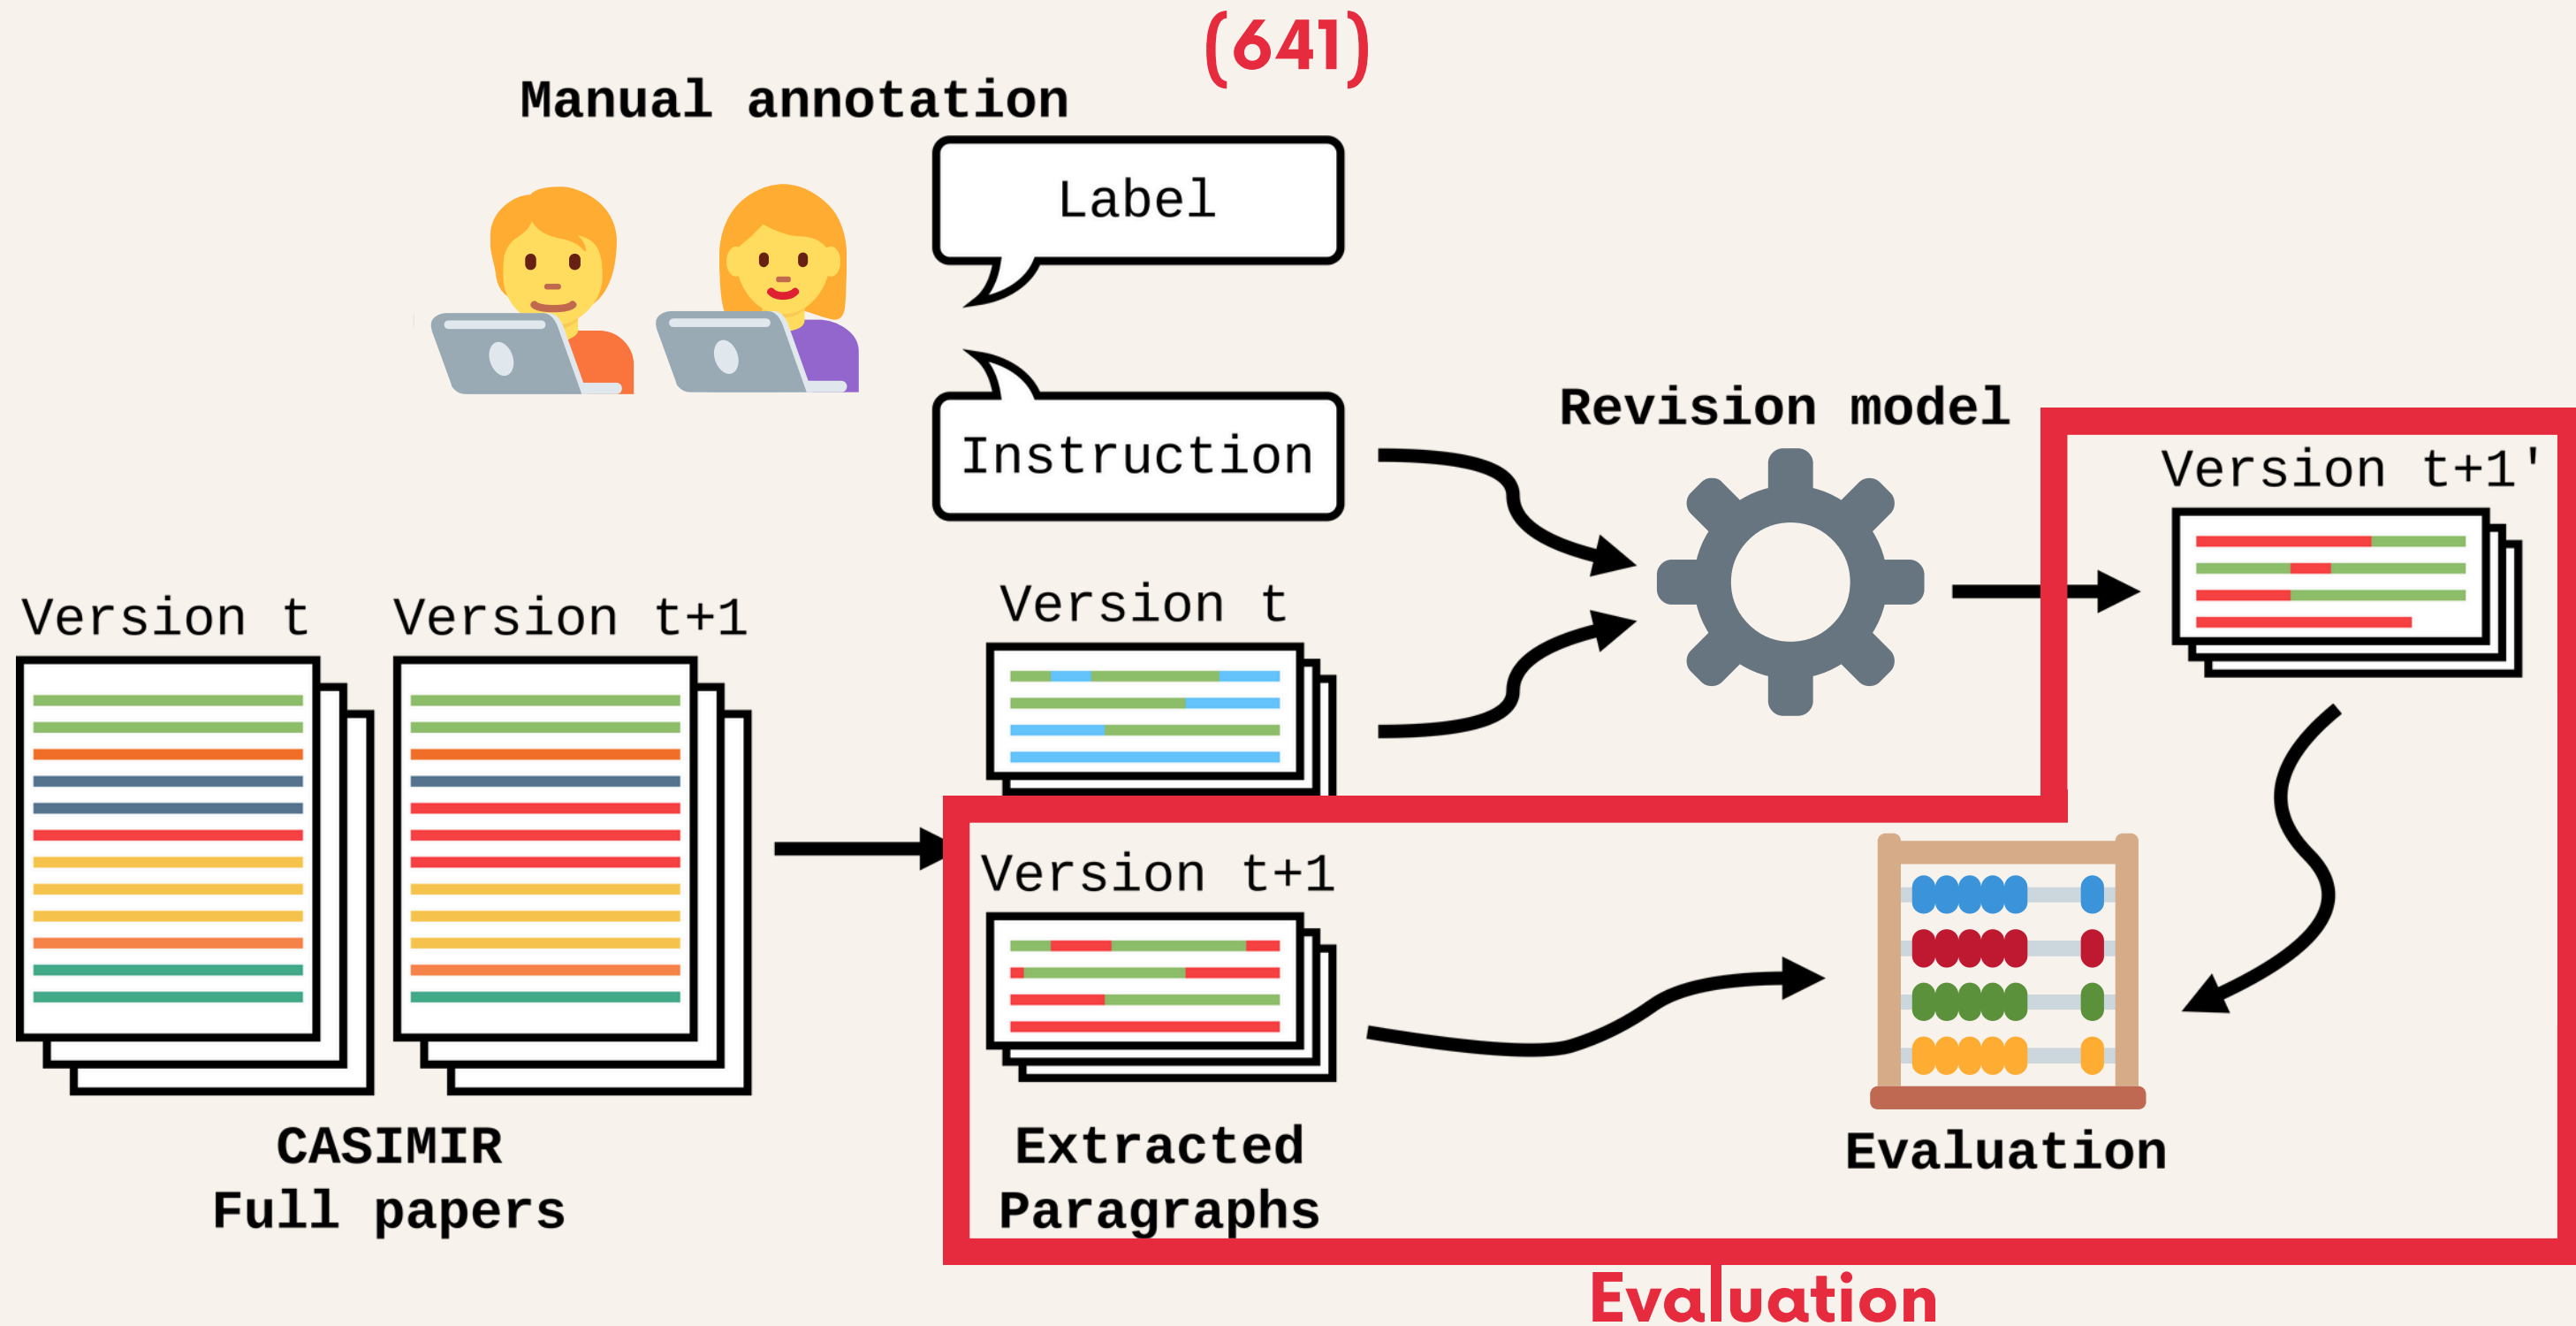 (641)
Manual annotation
Label
Instruction
Revision model
Version t+1'
Version t
Version t
Version t+1
Version t+1
CASIMIR
Full papers
Extracted
Paragraphs
Evaluation
Evaluation